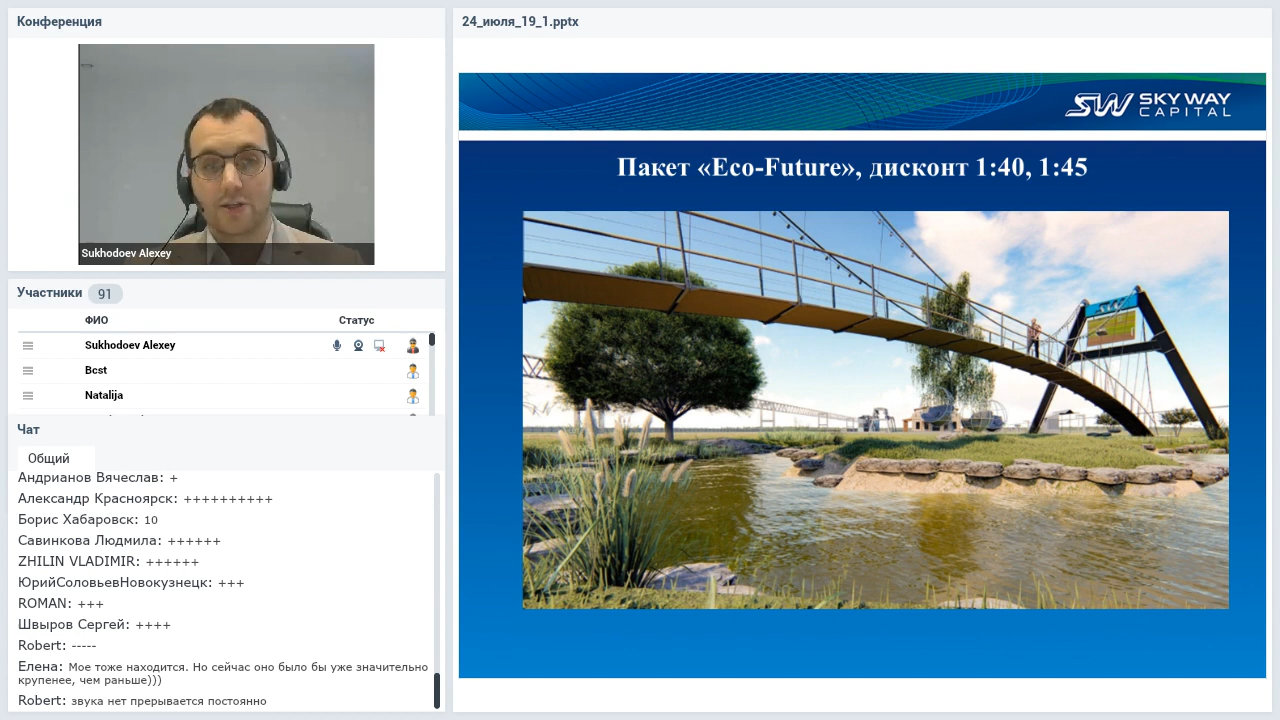 Конференция
Sukhodoev Alexey
Участники 91
ФИО Статус
Sukhodoev Alexey
Bcst
Natalija
Чат
Общий
Андрианов Вячеслав: +
Александр Красноярск: ++++++++++
Борис Хабаровск: 10
Савинкова Людмила: ++++++
ZHILIN VLADIMIR: ++++++
ЮрийСоловьевНовокузнецк: +++
ROMAN: +++
Швыров Сергей: ++++
Robert: -----
Елена: Мое тоже находится. Но сейчас оно было бы уже значительно
крупенее, чем раньше)))
Robert: звука нет прерывается постоянно
24_июля_19_1.pptx
SW SKY WAY
CAPITAL
Пакет «Eco-Future», дисконт 1:40, 1:45
SW